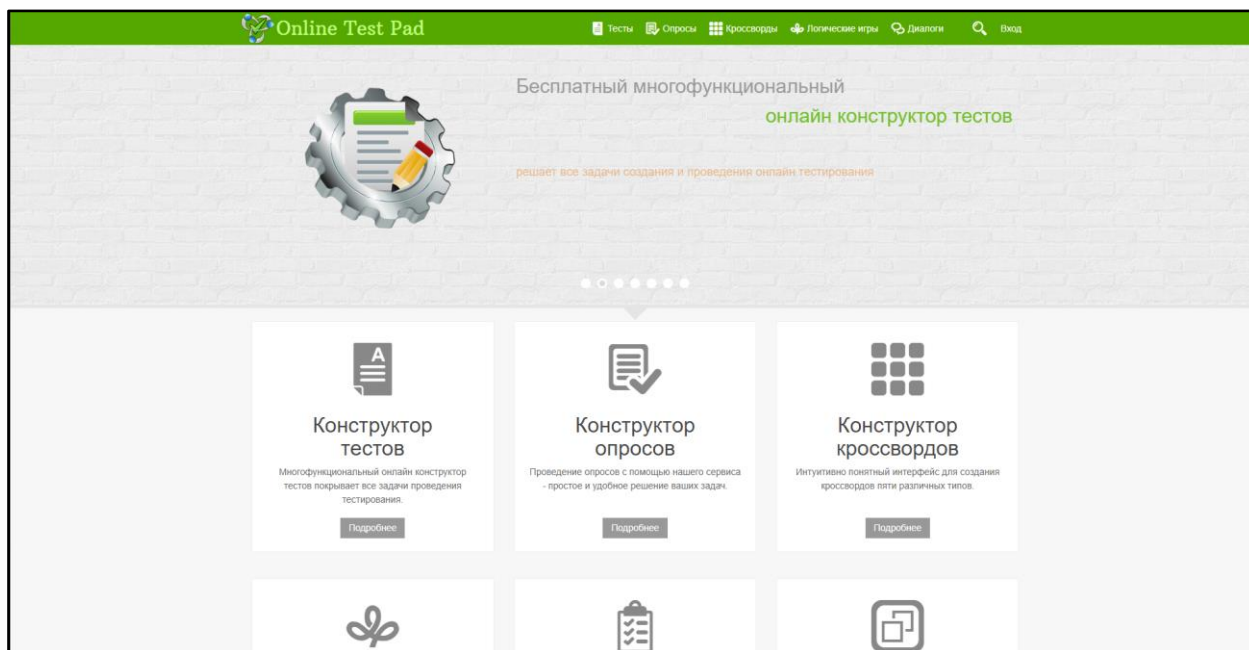 Online Test Pad
Тесты Опросы Кроссворды Логические игры Диалоги Вход
Бесплатный многофункциональный
онлайн конструктор тестов
решает все задачи создания и проведения онлайн тестирования
A
Конструктор
тестов
Многофункциональный онлайн конструктор
тестов покрывает все задачи проведения
тестирования.
Подробнее
Конструктор
опросов
Проведение опросов с помощью нашего сервиса
- простое и удобное решение ваших задач.
Подробнее
Конструктор
кроссвордов
Интуитивно понятный интерфейс для создания
кроссвордов пяти различных типов.
Подробнее